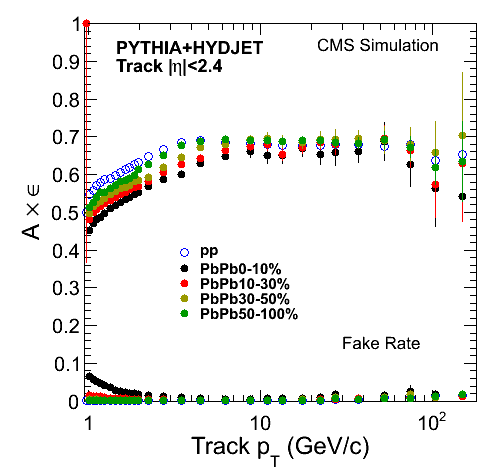 PYTHIA+HYDJET
Track |η|<2.4
CMS Simulation
1
0.9
0.8
0.7
0.6
0.5
0.4
0.3
0.2
0.1
0
A × ϵ
pp
PbPb0-10%
PbPb10-30%
PbPb30-50%
PbPb50-100%
Fake Rate
1
10
10²
Track p_T (GeV/c)